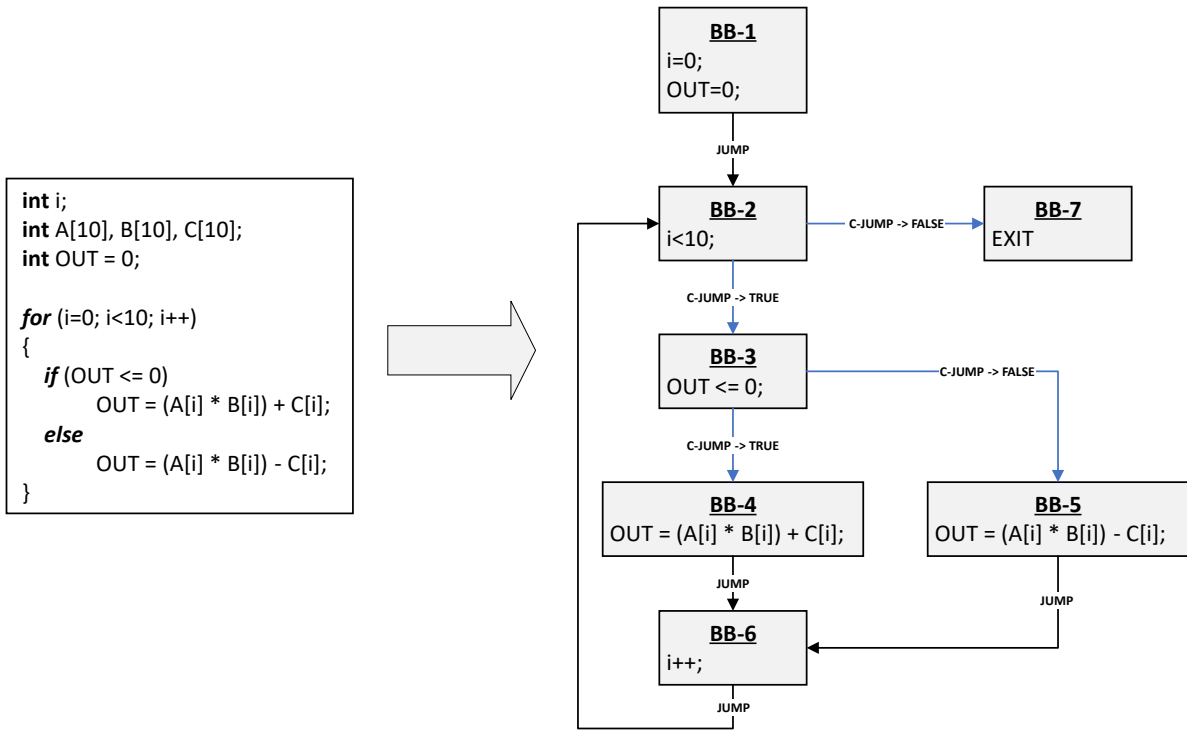 int i;
int A[10], B[10], C[10];
int OUT = 0;
for (i=0; i<10; i++)
{
if (OUT <= 0)
OUT = (A[i] * B[i]) + C[i];
else
OUT = (A[i] * B[i]) - C[i];
}
BB-1
i=0;
OUT=0;
JUMP
BB-2
i<10;
C-JUMP -> FALSE
BB-7
EXIT
C-JUMP -> TRUE
BB-3
OUT <= 0;
C-JUMP -> FALSE
C-JUMP -> TRUE
BB-4
OUT = (A[i] * B[i]) + C[i];
BB-5
OUT = (A[i] * B[i]) - C[i];
JUMP
JUMP
BB-6
i++;
JUMP